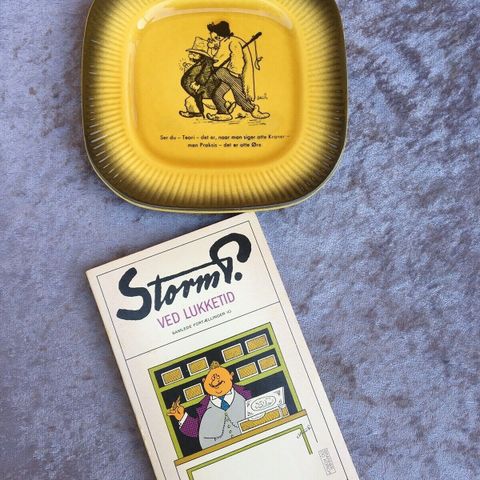 Ser du - Teori - det er, naar man siger otte Kroner -
men Praksis - det er otte Øre.
Storm P.
VED LUKKETID
SAMLEDE FORTÆLLINGER